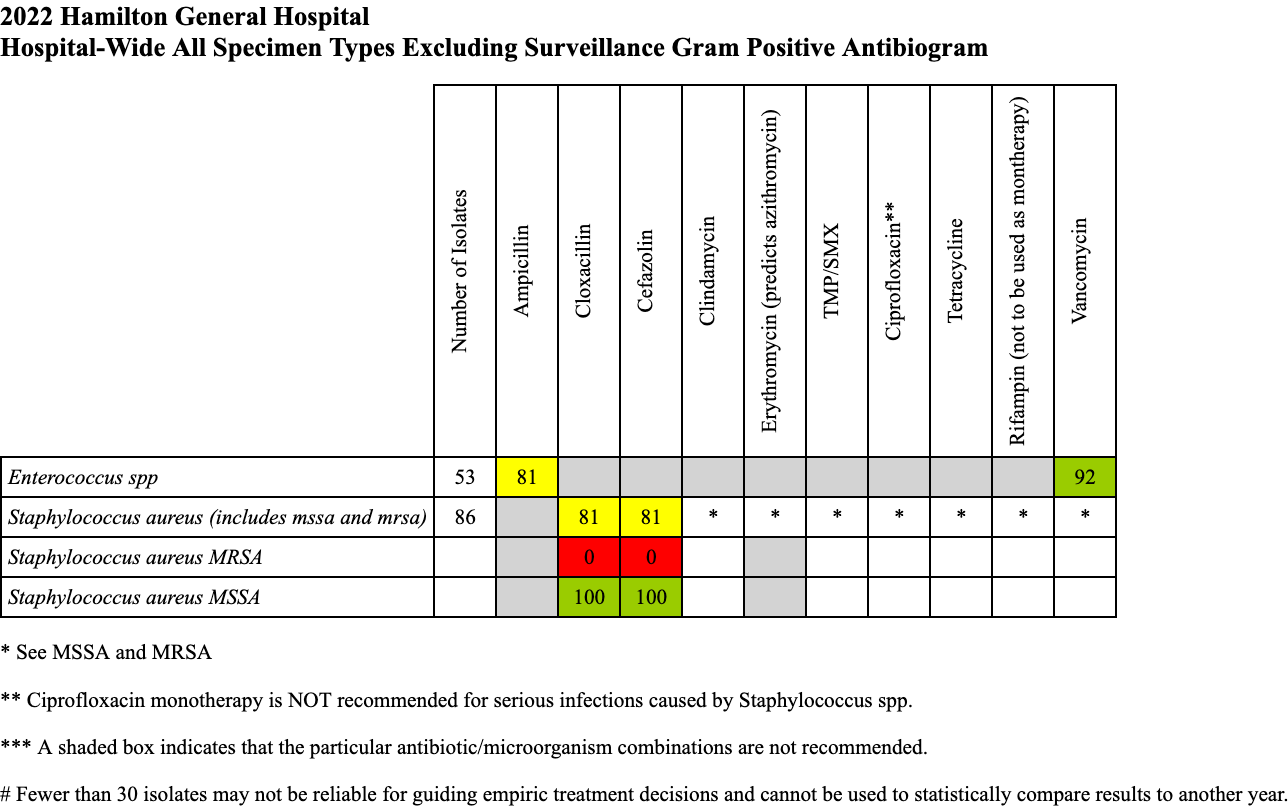 2022 Hamilton General Hospital
Hospital-Wide All Specimen Types Excluding Surveillance Gram Positive Antibiogram
Number of Isolates
Ampicillin
Cloxacillin
Cefazolin
Clindamycin
Erythromycin (predicts azithromycin)
TMP/SMX
Ciprofloxacin**
Tetracycline
Rifampin (not to be used as montherapy)
Vancomycin
Enterococcus spp 53 81 92
Staphylococcus aureus (includes mssa and mrsa) 86 81 81 * * * * * * *
Staphylococcus aureus MRSA 0 0
Staphylococcus aureus MSSA 100 100
* See MSSA and MRSA
** Ciprofloxacin monotherapy is NOT recommended for serious infections caused by Staphylococcus spp.
*** A shaded box indicates that the particular antibiotic/microorganism combinations are not recommended.
# Fewer than 30 isolates may not be reliable for guiding empiric treatment decisions and cannot be used to statistically compare results to another year.